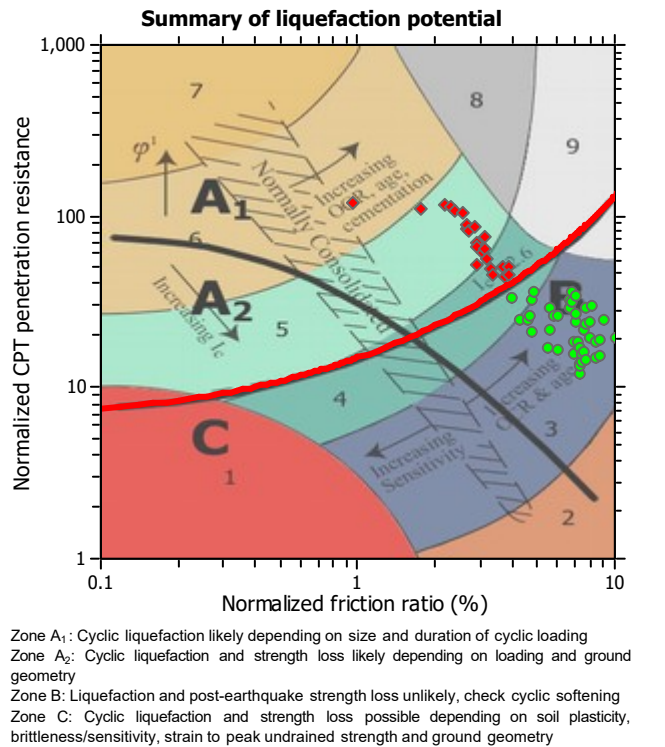 Summary of liquefaction potential
Normalized CPT penetration resistance
1,000
100
10
1
7
8
9
φ'
Increasing
OCR, age,
cementation
A1
Normally Consolidated
6
A2
Increasing Ic
5
B
4
Increasing
OCR & age
3
C
1
Increasing
Sensitivity
2
0.1
1
10
Normalized friction ratio (%)
Zone A1: Cyclic liquefaction likely depending on size and duration of cyclic loading
Zone A2: Cyclic liquefaction and strength loss likely depending on loading and ground
geometry
Zone B: Liquefaction and post-earthquake strength loss unlikely, check cyclic softening
Zone C: Cyclic liquefaction and strength loss possible depending on soil plasticity,
brittleness/sensitivity, strain to peak undrained strength and ground geometry